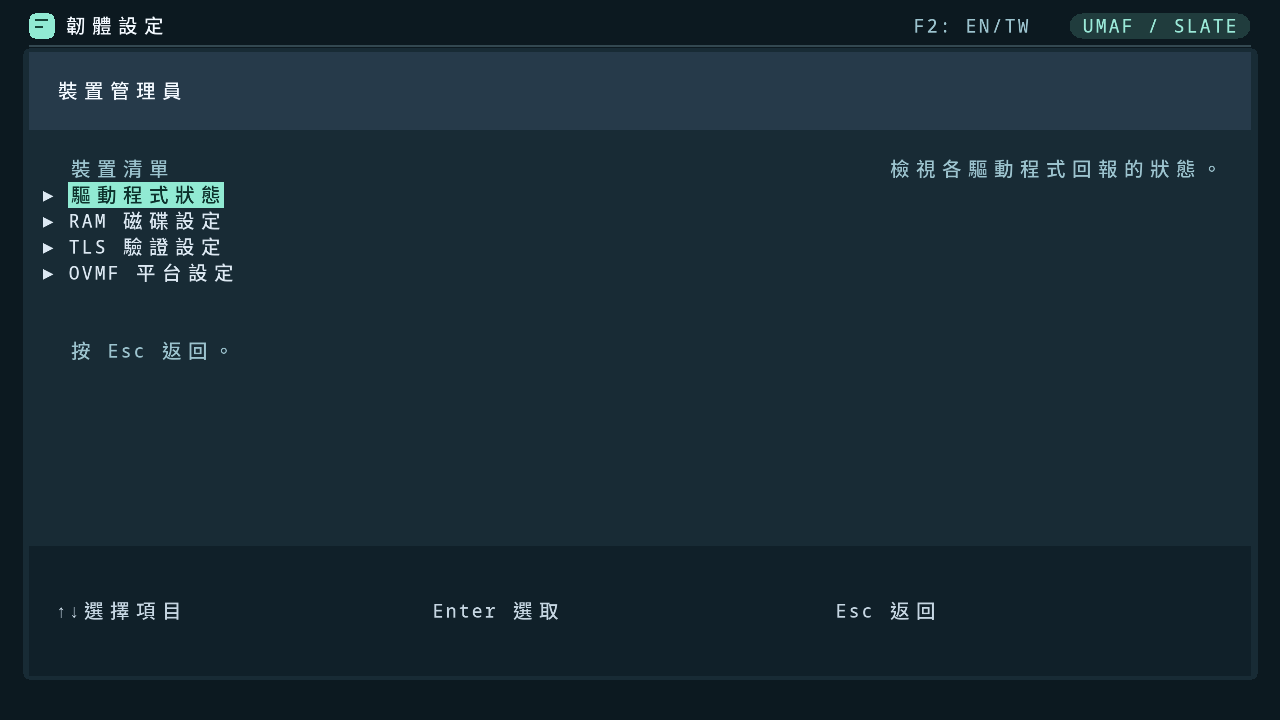 韌體設定
F2: EN/TW
UMAF / SLATE
裝置管理員
裝置清單
檢視各驅動程式回報的狀態。
▶ 驅動程式狀態
▶ RAM 磁碟設定
▶ TLS 驗證設定
▶ OVMF 平台設定
按 Esc 返回。
↑↓選擇項目
Enter 選取
Esc 返回